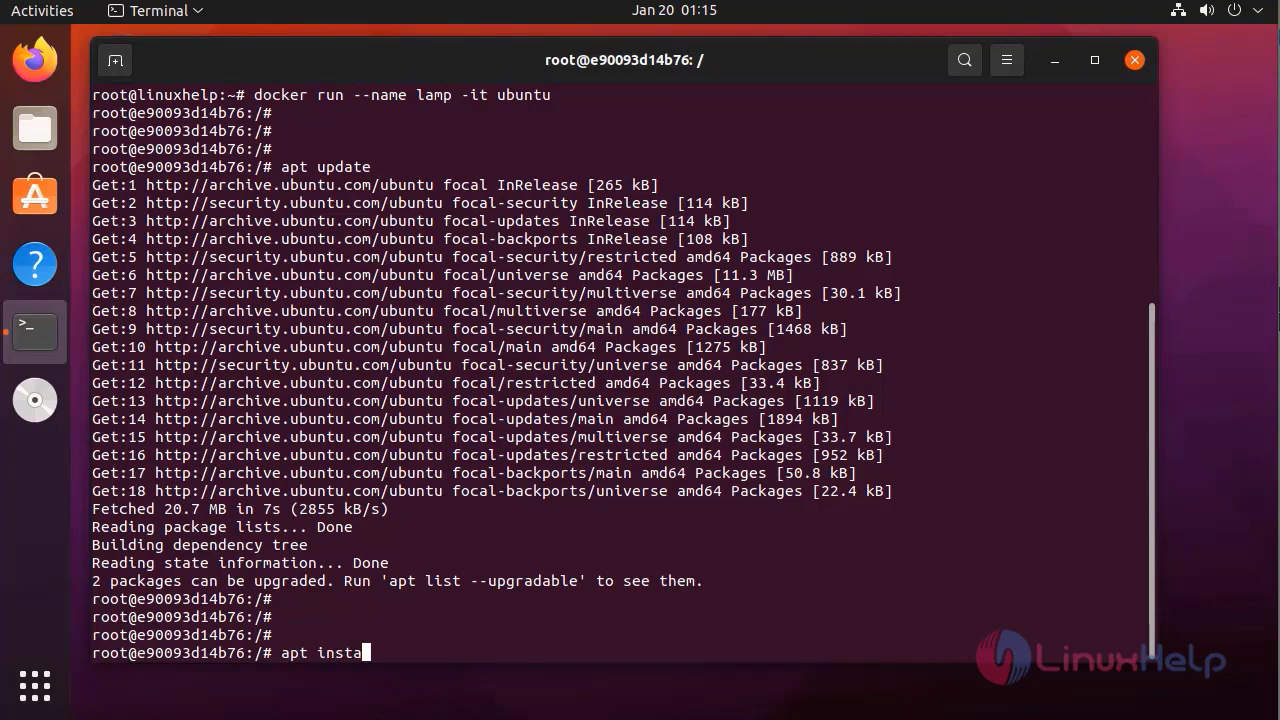 Activities
Terminal
Jan 20 01:15
root@e90093d14b76: /
root@linuxhelp:~# docker run --name lamp -it ubuntu
root@e90093d14b76:/#
root@e90093d14b76:/#
root@e90093d14b76:/#
root@e90093d14b76:/# apt update
Get:1 http://archive.ubuntu.com/ubuntu focal InRelease [265 kB]
Get:2 http://security.ubuntu.com/ubuntu focal-security InRelease [114 kB]
Get:3 http://archive.ubuntu.com/ubuntu focal-updates InRelease [114 kB]
Get:4 http://archive.ubuntu.com/ubuntu focal-backports InRelease [108 kB]
Get:5 http://security.ubuntu.com/ubuntu focal-security/restricted amd64 Packages [889 kB]
Get:6 http://archive.ubuntu.com/ubuntu focal/universe amd64 Packages [11.3 MB]
Get:7 http://security.ubuntu.com/ubuntu focal-security/multiverse amd64 Packages [30.1 kB]
Get:8 http://archive.ubuntu.com/ubuntu focal/multiverse amd64 Packages [177 kB]
Get:9 http://security.ubuntu.com/ubuntu focal-security/main amd64 Packages [1468 kB]
Get:10 http://archive.ubuntu.com/ubuntu focal/main amd64 Packages [1275 kB]
Get:11 http://security.ubuntu.com/ubuntu focal-security/universe amd64 Packages [837 kB]
Get:12 http://archive.ubuntu.com/ubuntu focal/restricted amd64 Packages [33.4 kB]
Get:13 http://archive.ubuntu.com/ubuntu focal-updates/universe amd64 Packages [1119 kB]
Get:14 http://archive.ubuntu.com/ubuntu focal-updates/main amd64 Packages [1894 kB]
Get:15 http://archive.ubuntu.com/ubuntu focal-updates/multiverse amd64 Packages [33.7 kB]
Get:16 http://archive.ubuntu.com/ubuntu focal-updates/restricted amd64 Packages [952 kB]
Get:17 http://archive.ubuntu.com/ubuntu focal-backports/main amd64 Packages [50.8 kB]
Get:18 http://archive.ubuntu.com/ubuntu focal-backports/universe amd64 Packages [22.4 kB]
Fetched 20.7 MB in 7s (2855 kB/s)
Reading package lists... Done
Building dependency tree
Reading state information... Done
2 packages can be upgraded. Run 'apt list --upgradable' to see them.
root@e90093d14b76:/#
root@e90093d14b76:/#
root@e90093d14b76:/#
root@e90093d14b76:/# apt insta
LinuxHelp